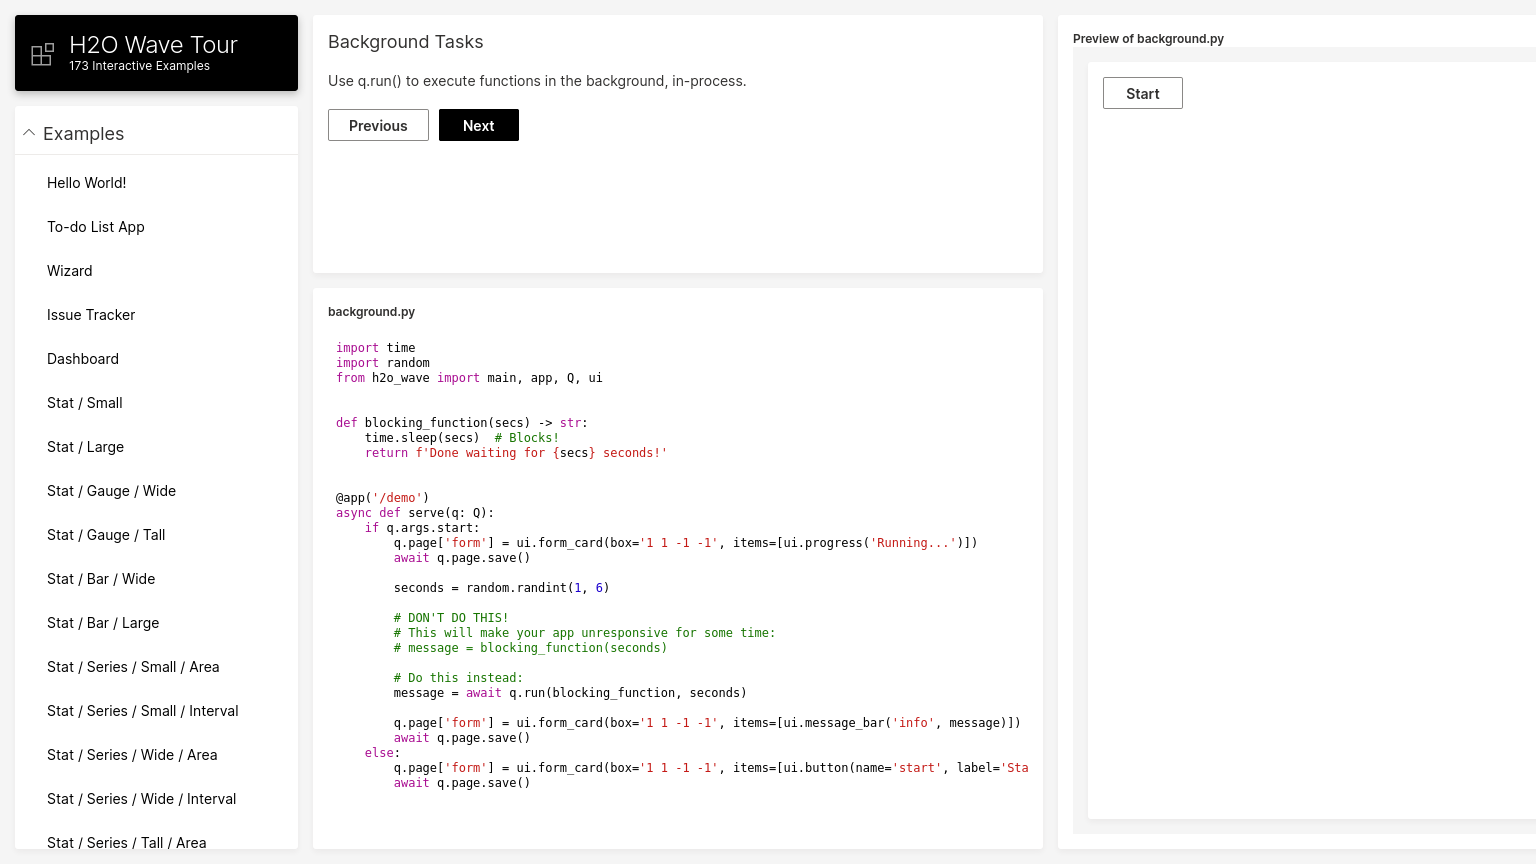 H2O Wave Tour
173 Interactive Examples
Examples
Hello World!
To-do List App
Wizard
Issue Tracker
Dashboard
Stat / Small
Stat / Large
Stat / Gauge / Wide
Stat / Gauge / Tall
Stat / Bar / Wide
Stat / Bar / Large
Stat / Series / Small / Area
Stat / Series / Small / Interval
Stat / Series / Wide / Area
Stat / Series / Wide / Interval
Stat / Series / Tall / Area
Background Tasks
Use q.run() to execute functions in the background, in-process.
Previous
Next
background.py
import time
import random
from h2o_wave import main, app, Q, ui
def blocking_function(secs) -> str:
    time.sleep(secs)  # Blocks!
    return f'Done waiting for {secs} seconds!'
@app('/demo')
async def serve(q: Q):
    if q.args.start:
        q.page['form'] = ui.form_card(box='1 1 -1 -1', items=[ui.progress('Running...')])
        await q.page.save()
        seconds = random.randint(1, 6)
        # DON'T DO THIS!
        # This will make your app unresponsive for some time:
        # message = blocking_function(seconds)
        # Do this instead:
        message = await q.run(blocking_function, seconds)
        q.page['form'] = ui.form_card(box='1 1 -1 -1', items=[ui.message_bar('info', message)])
        await q.page.save()
    else:
        q.page['form'] = ui.form_card(box='1 1 -1 -1', items=[ui.button(name='start', label='Sta
        await q.page.save()
Preview of background.py
Start